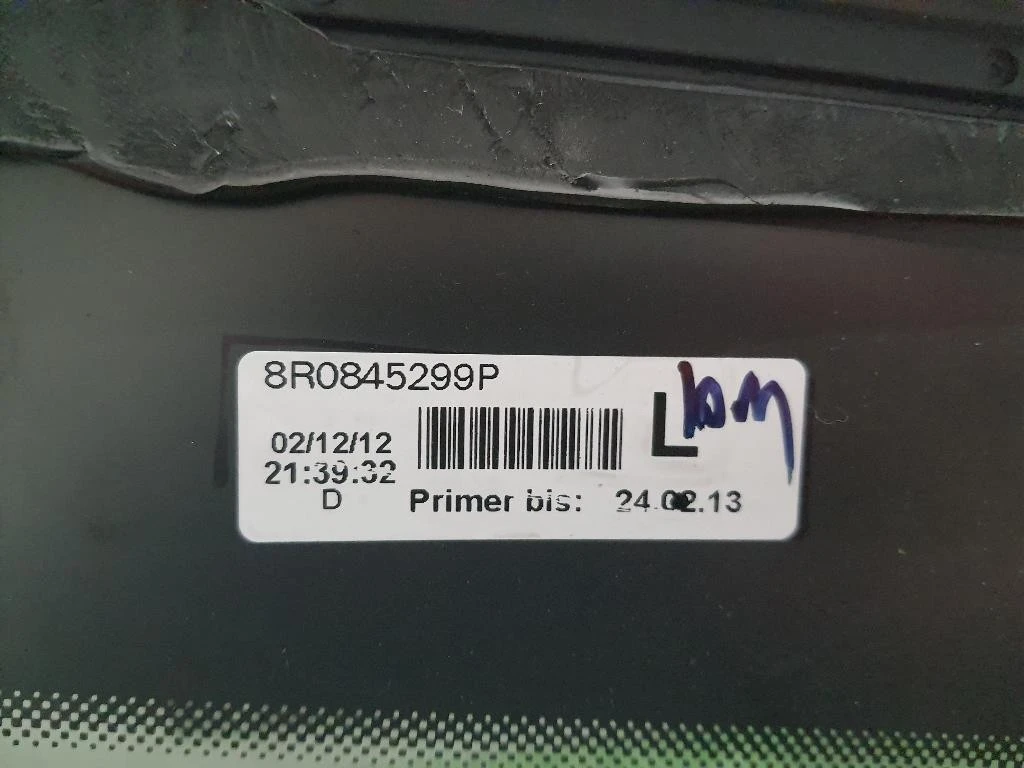 8R0845299P
L
02/12/12
21:39:32
D Primer bis: 24.02.13